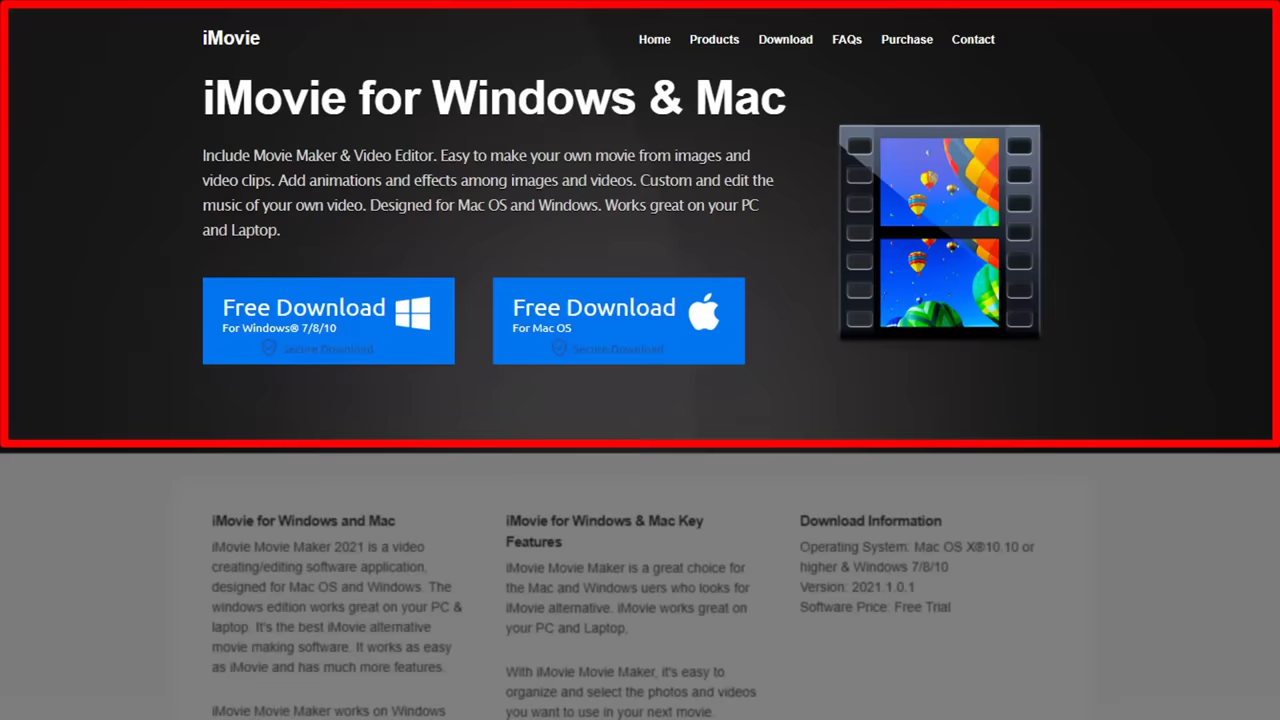 iMovie
Home Products Download FAQs Purchase Contact
iMovie for Windows & Mac
Include Movie Maker & Video Editor. Easy to make your own movie from images and
video clips. Add animations and effects among images and videos. Custom and edit the
music of your own video. Designed for Mac OS and Windows. Works great on your PC
and Laptop.
Free Download
For Windows® 7/8/10
Secure Download
Free Download
For Mac OS
Secure Download
iMovie for Windows and Mac
iMovie Movie Maker 2021 is a video
creating/editing software application,
designed for Mac OS and Windows. The
windows edition works great on your PC &
laptop. It's the best iMovie alternative
movie making software. It works as easy
as iMovie and has much more features.
iMovie Movie Maker works on Windows
iMovie for Windows & Mac Key
Features
iMovie Movie Maker is a great choice for
the Mac and Windows uers who looks for
iMovie alternative. iMovie works great on
your PC and Laptop,
With iMovie Movie Maker, it's easy to
organize and select the photos and videos
you want to use in your next movie.
Download Information
Operating System: Mac OS X®10.10 or
higher & Windows 7/8/10
Version: 2021.1.0.1
Software Price: Free Trial